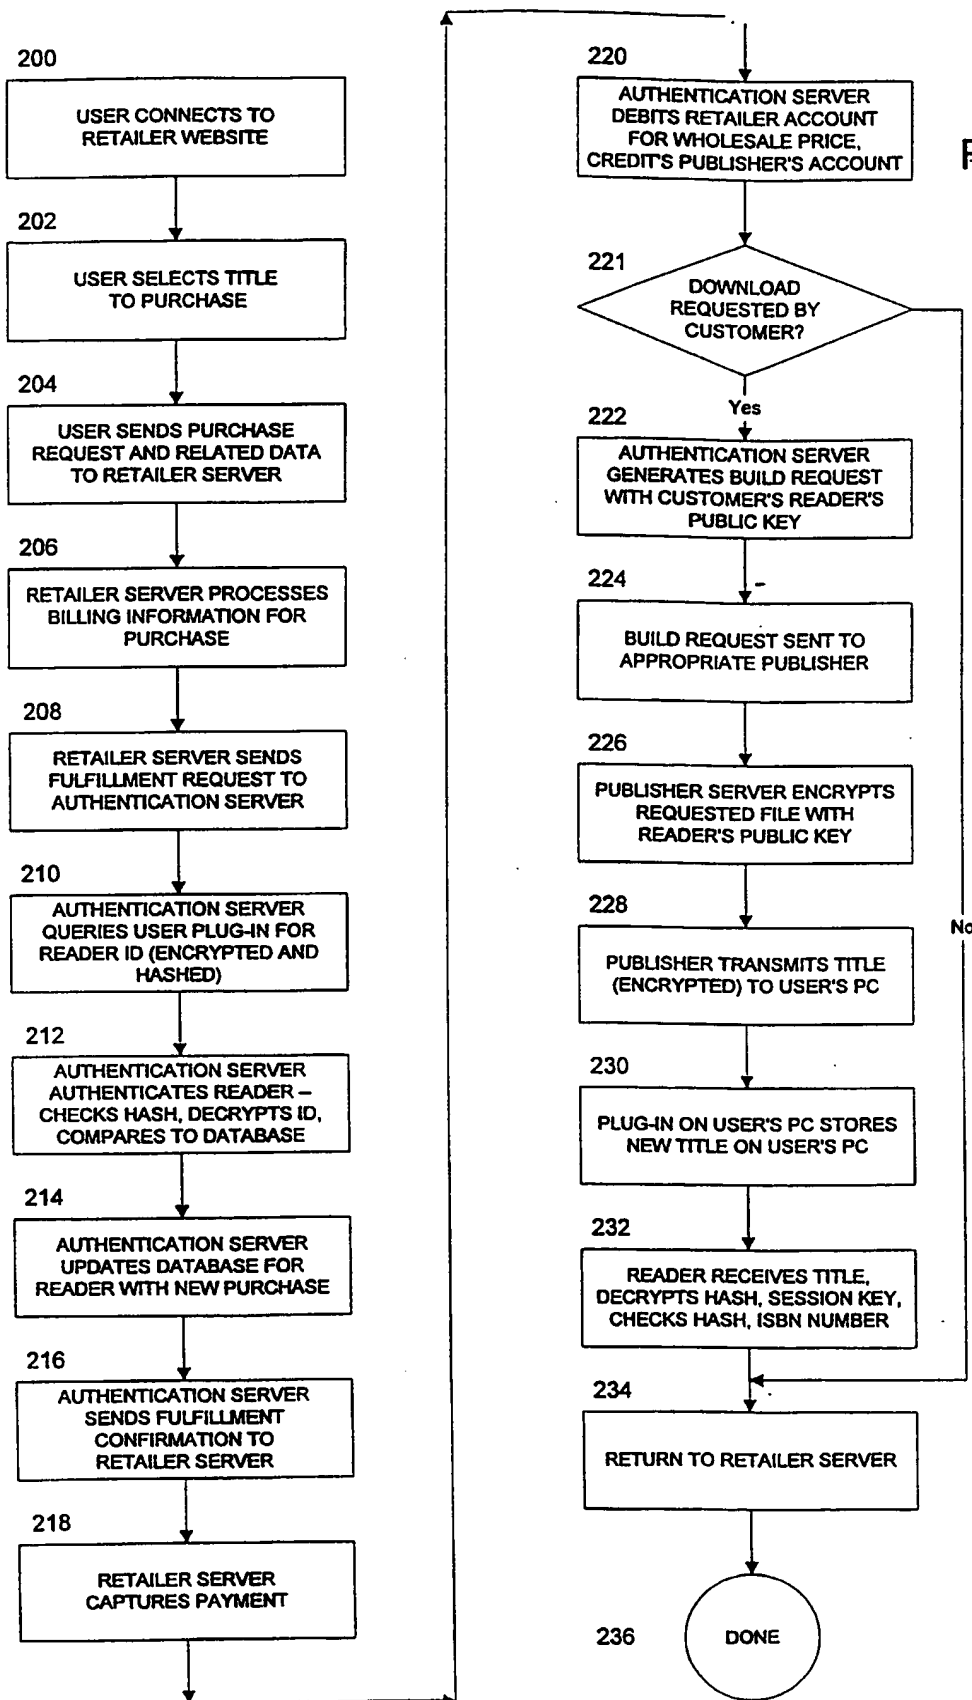 200
USER CONNECTS TO
RETAILER WEBSITE
202
USER SELECTS TITLE
TO PURCHASE
204
USER SENDS PURCHASE
REQUEST AND RELATED DATA
TO RETAILER SERVER
206
RETAILER SERVER PROCESSES
BILLING INFORMATION FOR
PURCHASE
208
RETAILER SERVER SENDS
FULFILLMENT REQUEST TO
AUTHENTICATION SERVER
210
AUTHENTICATION SERVER
QUERIES USER PLUG-IN FOR
READER ID (ENCRYPTED AND
HASHED)
212
AUTHENTICATION SERVER
AUTHENTICATES READER –
CHECKS HASH, DECRYPTS ID,
COMPARES TO DATABASE
214
AUTHENTICATION SERVER
UPDATES DATABASE FOR
READER WITH NEW PURCHASE
216
AUTHENTICATION SERVER
SENDS FULFILLMENT
CONFIRMATION TO
RETAILER SERVER
218
RETAILER SERVER
CAPTURES PAYMENT
220
AUTHENTICATION SERVER
DEBITS RETAILER ACCOUNT
FOR WHOLESALE PRICE,
CREDIT'S PUBLISHER'S ACCOUNT
221
DOWNLOAD
REQUESTED BY
CUSTOMER?
Yes
222
AUTHENTICATION SERVER
GENERATES BUILD REQUEST
WITH CUSTOMER'S READER'S
PUBLIC KEY
224
BUILD REQUEST SENT TO
APPROPRIATE PUBLISHER
226
PUBLISHER SERVER ENCRYPTS
REQUESTED FILE WITH
READER'S PUBLIC KEY
228
PUBLISHER TRANSMITS TITLE
(ENCRYPTED) TO USER'S PC
No
230
PLUG-IN ON USER'S PC STORES
NEW TITLE ON USER'S PC
232
READER RECEIVES TITLE,
DECRYPTS HASH, SESSION KEY,
CHECKS HASH, ISBN NUMBER
234
RETURN TO RETAILER SERVER
236
DONE